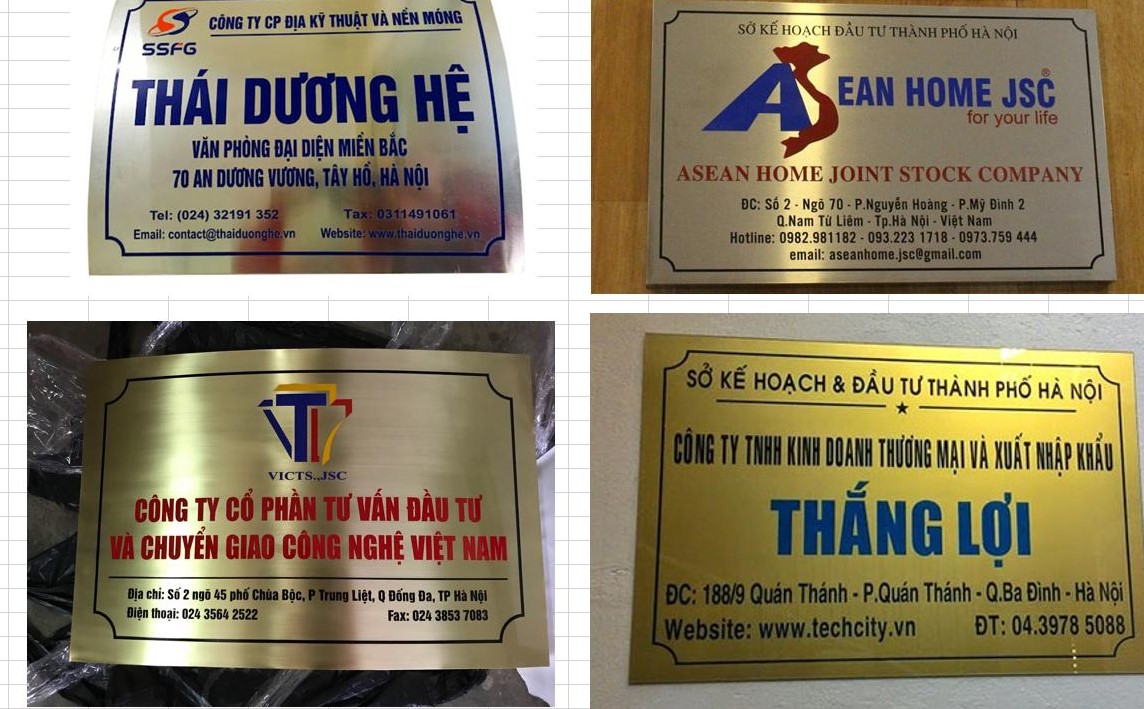 SSFG
CÔNG TY CP ĐỊA KỸ THUẬT VÀ NỀN MÓNG
THÁI DƯƠNG HỆ
VĂN PHÒNG ĐẠI DIỆN MIỀN BẮC
70 AN DƯƠNG VƯƠNG, TÂY HỒ, HÀ NỘI
Tel: (024) 32191 352 Tax: 0311491061
Email: contact@thaiduonghe.vn Website: www.thaiduonghe.vn
SỞ KẾ HOẠCH ĐẦU TƯ THÀNH PHỐ HÀ NỘI
ASEAN HOME JSC®
for your life
ASEAN HOME JOINT STOCK COMPANY
ĐC: Số 2 - Ngõ 70 - P.Nguyễn Hoàng - P.Mỹ Đình 2
Q.Nam Từ Liêm - Tp.Hà Nội - Việt Nam
Hotline: 0982.981182 - 093.223 1718 - 0973.759 444
email: aseanhome.jsc@gmail.com
VICTS.,JSC
CÔNG TY CỔ PHẦN TƯ VẤN ĐẦU TƯ
VÀ CHUYỂN GIAO CÔNG NGHỆ VIỆT NAM
Địa chỉ: Số 2 ngõ 45 phố Chùa Bộc, P Trung Liệt, Q Đống Đa, TP Hà Nội
Điện thoại: 024 3564 2522 Fax: 024 3853 7083
SỞ KẾ HOẠCH & ĐẦU TƯ THÀNH PHỐ HÀ NỘI
CÔNG TY TNHH KINH DOANH THƯƠNG MẠI VÀ XUẤT NHẬP KHẨU
THẮNG LỢI
ĐC: 188/9 Quán Thánh - P.Quán Thánh - Q.Ba Đình - Hà Nội
Website: www.techcity.vn ĐT: 04.3978 5088